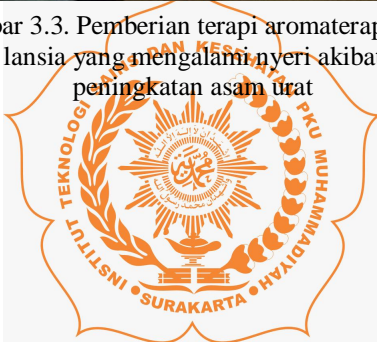 bar 3.3. Pemberian terapi aromaterap
lansia yang mengalami nyeri akibat
peningkatan asam urat
INSTITUT TEKNOLOGI SAINS DAN KESEHATAN PKU MUHAMMADIYAH
SURAKARTA